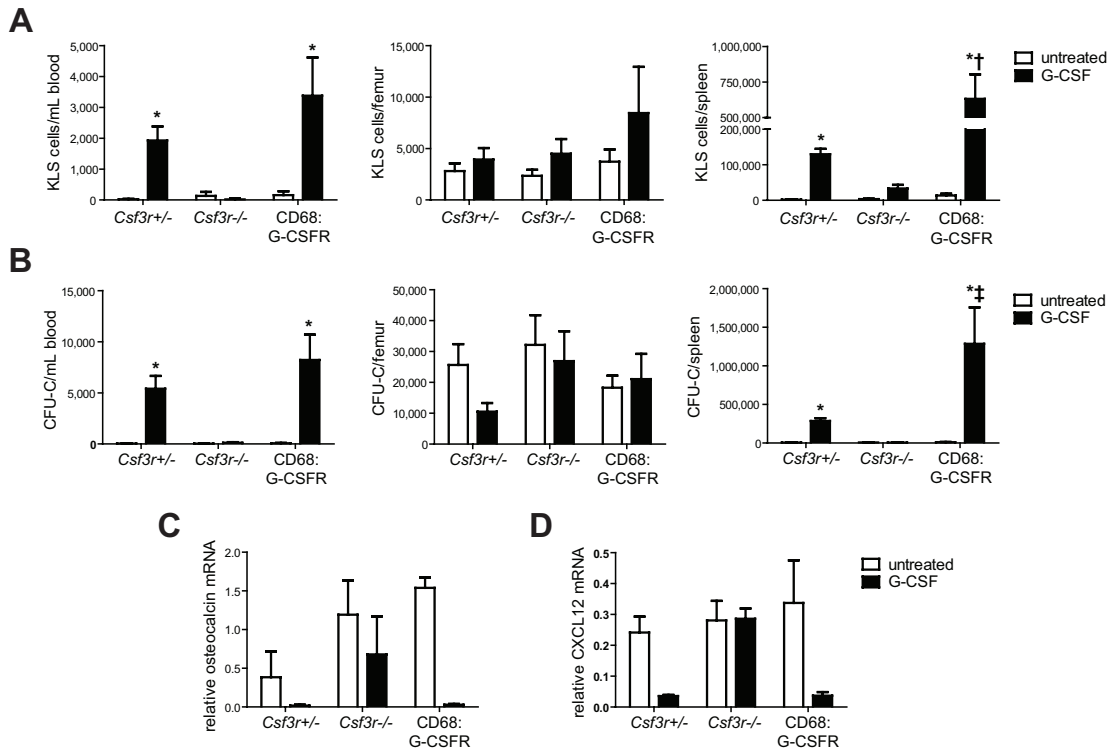 A
KLS cells/mL blood
5,000
4,000
3,000
2,000
1,000
0
*
*
Csf3r+/-
Csf3r-/-
CD68:
G-CSFR
KLS cells/femur
15,000
10,000
5,000
0
Csf3r+/-
Csf3r-/-
CD68:
G-CSFR
KLS cells/spleen
1,000,000
750,000
500,000
200,000
100,000
0
*
*†
Csf3r+/-
Csf3r-/-
CD68:
G-CSFR
untreated
G-CSF
B
CFU-C/mL blood
15,000
10,000
5,000
0
*
*
Csf3r+/-
Csf3r-/-
CD68:
G-CSFR
CFU-C/femur
50,000
40,000
30,000
20,000
10,000
0
Csf3r+/-
Csf3r-/-
CD68:
G-CSFR
CFU-C/spleen
2,000,000
1,500,000
1,000,000
500,000
0
*
*‡
Csf3r+/-
Csf3r-/-
CD68:
G-CSFR
untreated
G-CSF
C
relative osteocalcin mRNA
2.0
1.5
1.0
0.5
0.0
Csf3r+/-
Csf3r-/-
CD68:
G-CSFR
D
relative CXCL12 mRNA
0.5
0.4
0.3
0.2
0.1
0.0
Csf3r+/-
Csf3r-/-
CD68:
G-CSFR
untreated
G-CSF